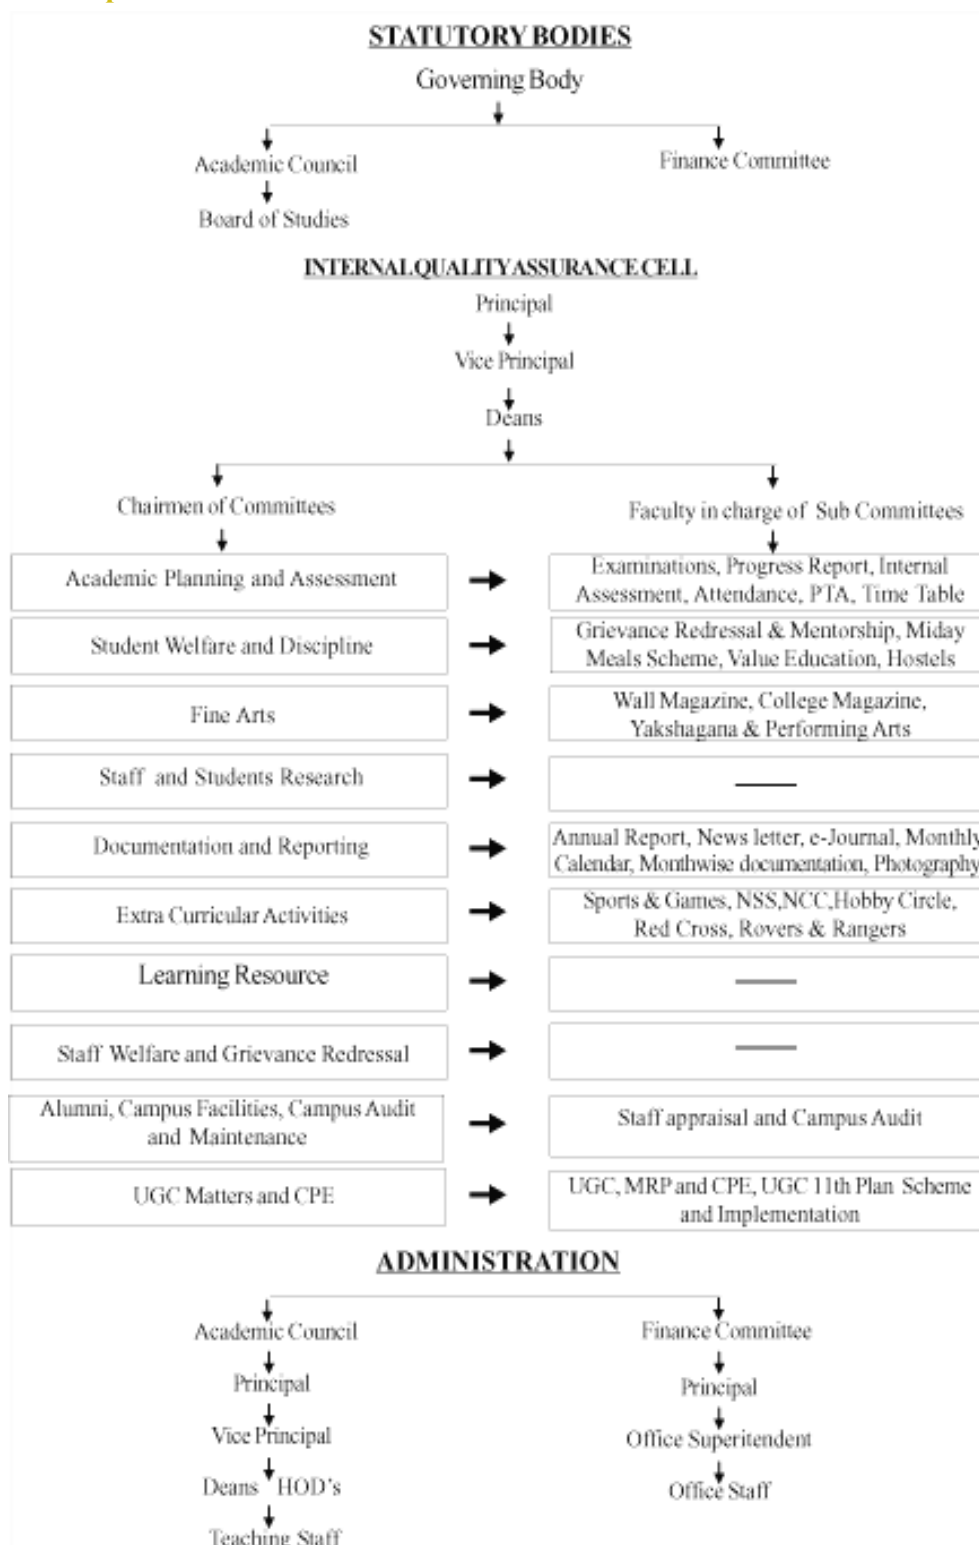 STATUTORY BODIES
Governing Body
Academic Council
Finance Committee
Board of Studies
INTERNAL QUALITY ASSURANCE CELL
Principal
Vice Principal
Deans
Chairmen of Committees
Faculty in charge of Sub Committees
Academic Planning and Assessment
Examinations, Progress Report, Internal
Assessment, Attendance, PTA, Time Table
Student Welfare and Discipline
Grievance Redressal & Mentorship, Miday
Meals Scheme, Value Education, Hostels
Fine Arts
Wall Magazine, College Magazine,
Yakshagana & Performing Arts
Staff and Students Research
Documentation and Reporting
Annual Report, News letter, e-Journal, Monthly
Calendar, Monthwise documentation, Photography
Extra Curricular Activities
Sports & Games, NSS,NCC,Hobby Circle,
Red Cross, Rovers & Rangers
Learning Resource
Staff Welfare and Grievance Redressal
Alumni, Campus Facilities, Campus Audit
and Maintenance
Staff appraisal and Campus Audit
UGC Matters and CPE
UGC, MRP and CPE, UGC 11th Plan Scheme
and Implementation
ADMINISTRATION
Academic Council
Principal
Vice Principal
Deans HOD's
Teaching Staff
Finance Committee
Principal
Office Superitendent
Office Staff